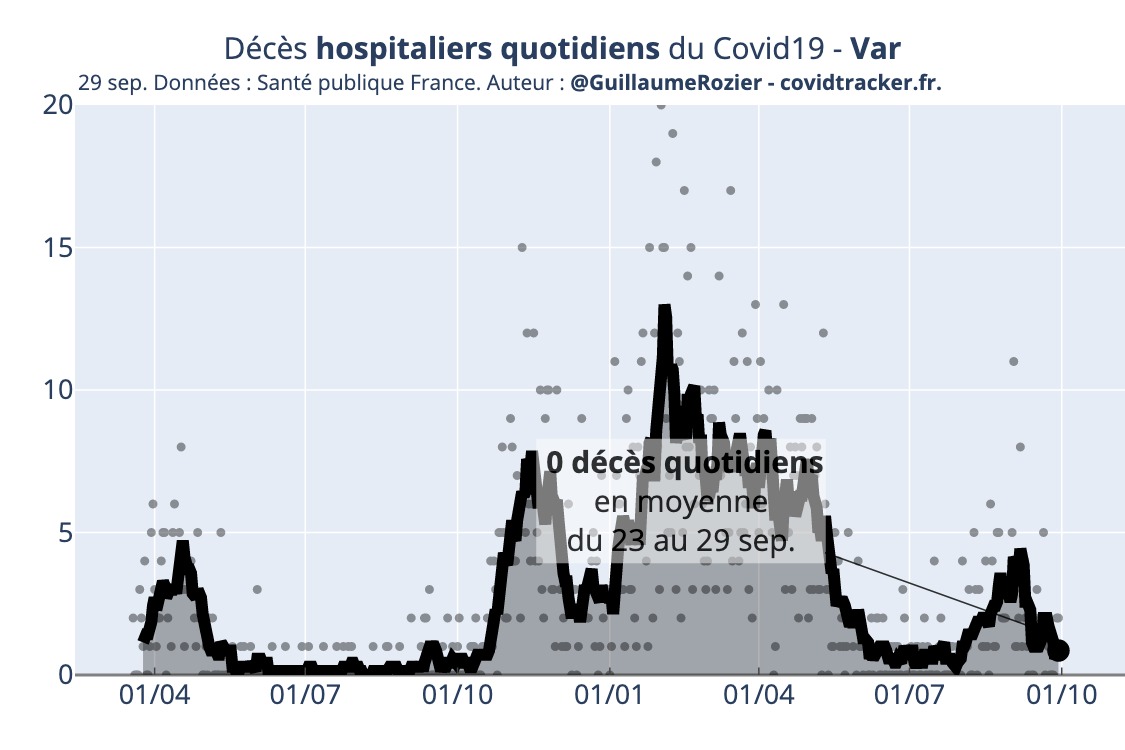 Décès hospitaliers quotidiens du Covid19 - Var
29 sep. Données : Santé publique France. Auteur : @GuillaumeRozier - covidtracker.fr.
20
15
10
5
0
0 décès quotidiens
en moyenne
du 23 au 29 sep.
01/04 01/07 01/10 01/01 01/04 01/07 01/10